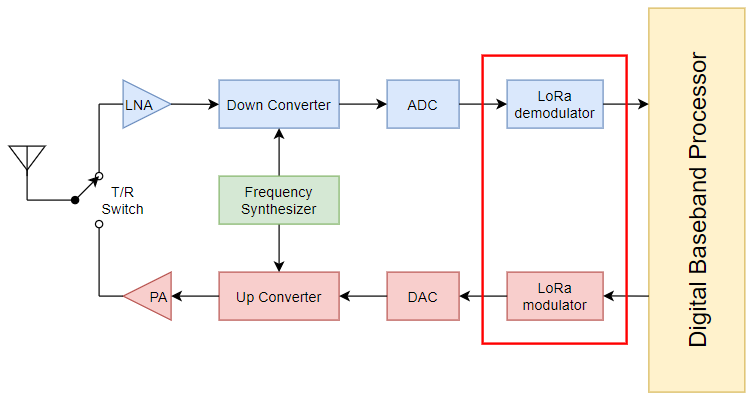 LNA
Down Converter
ADC
LoRa
demodulator
T/R
Switch
Frequency
Synthesizer
PA
Up Converter
DAC
LoRa
modulator
Digital Baseband Processor